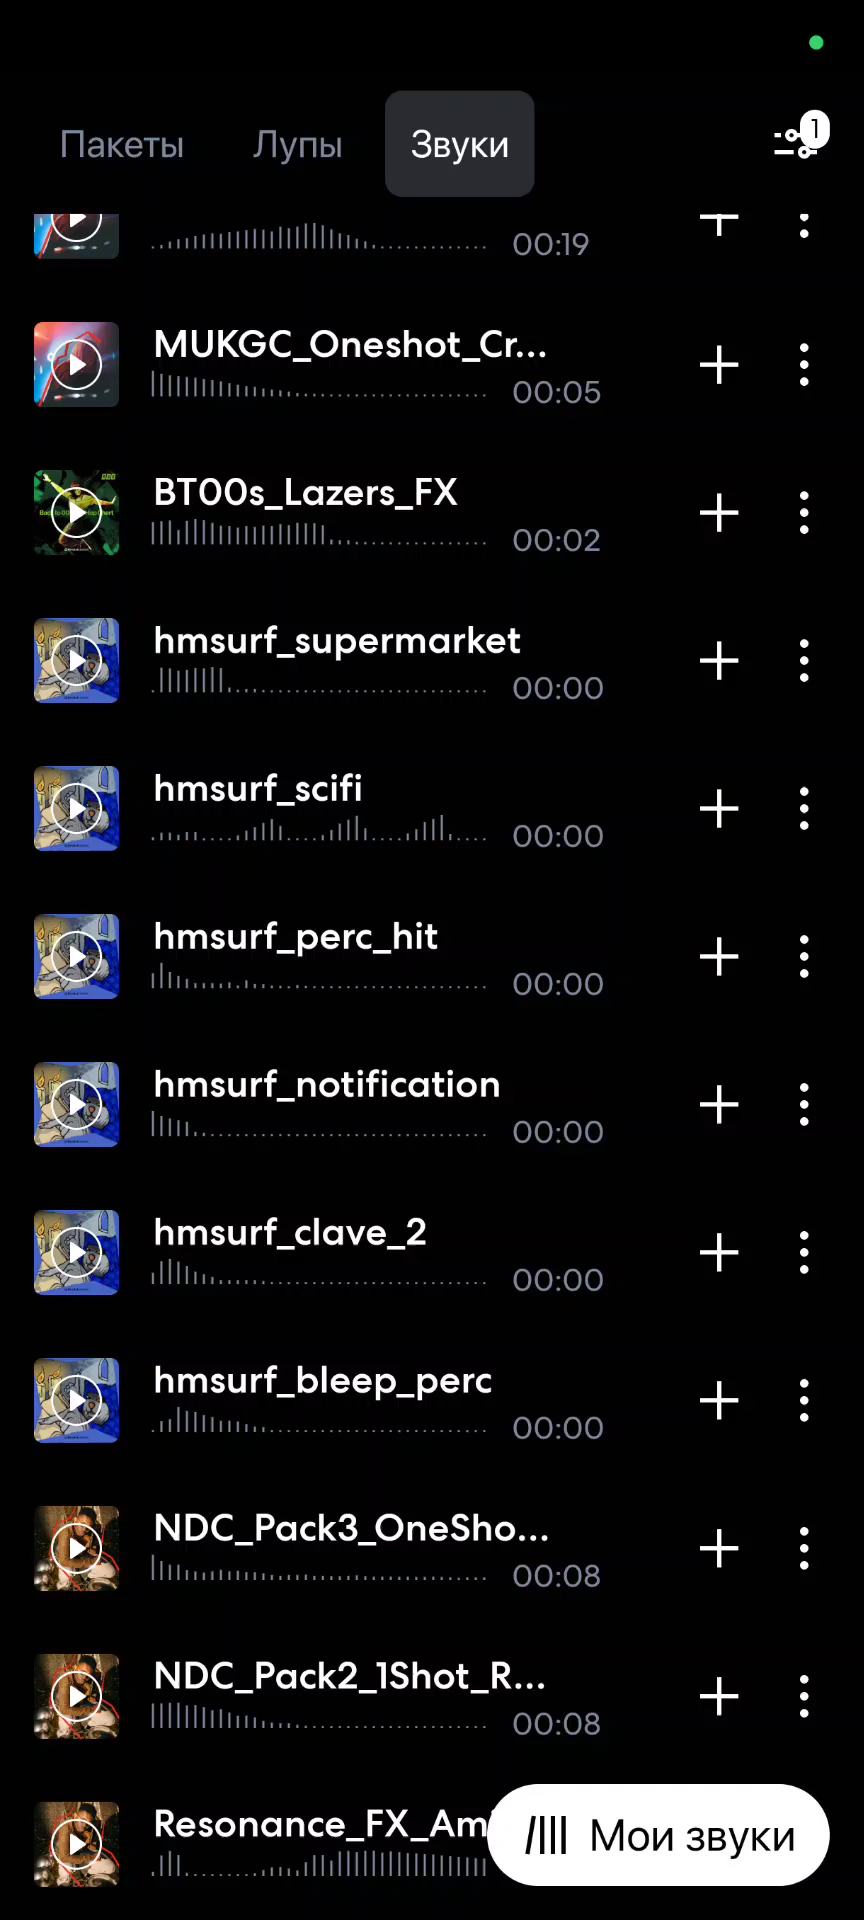 1
Пакеты
Лупы
Звуки
00:19
MUKGC_Oneshot_Cr...
00:05
BT00s_Lazers_FX
00:02
hmsurf_supermarket
00:00
hmsurf_scifi
00:00
hmsurf_perc_hit
00:00
hmsurf_notification
00:00
hmsurf_clave_2
00:00
hmsurf_bleep_perc
00:00
NDC_Pack3_OneSho...
00:08
NDC_Pack2_1Shot_R...
00:08
Resonance_FX_Am
Мои звуки